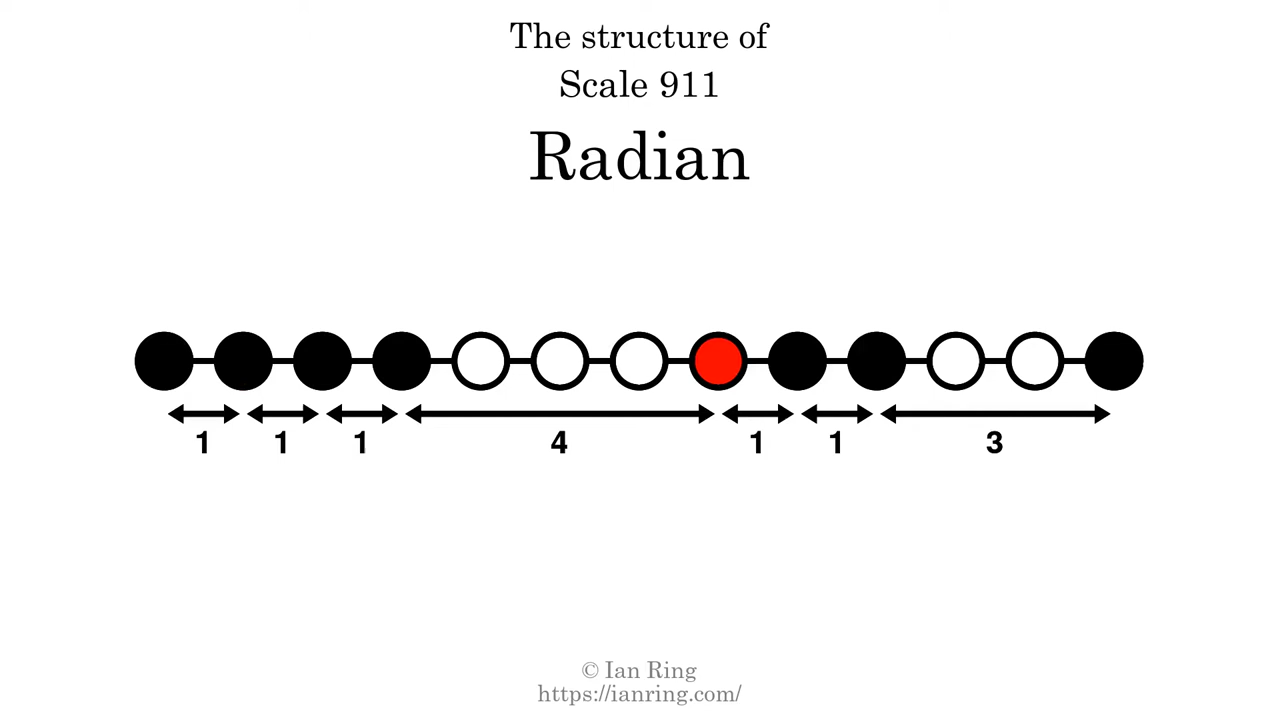 The structure of
Scale 911
Radian
1 1 1 4 1 1 3
© Ian Ring
https://ianring.com/